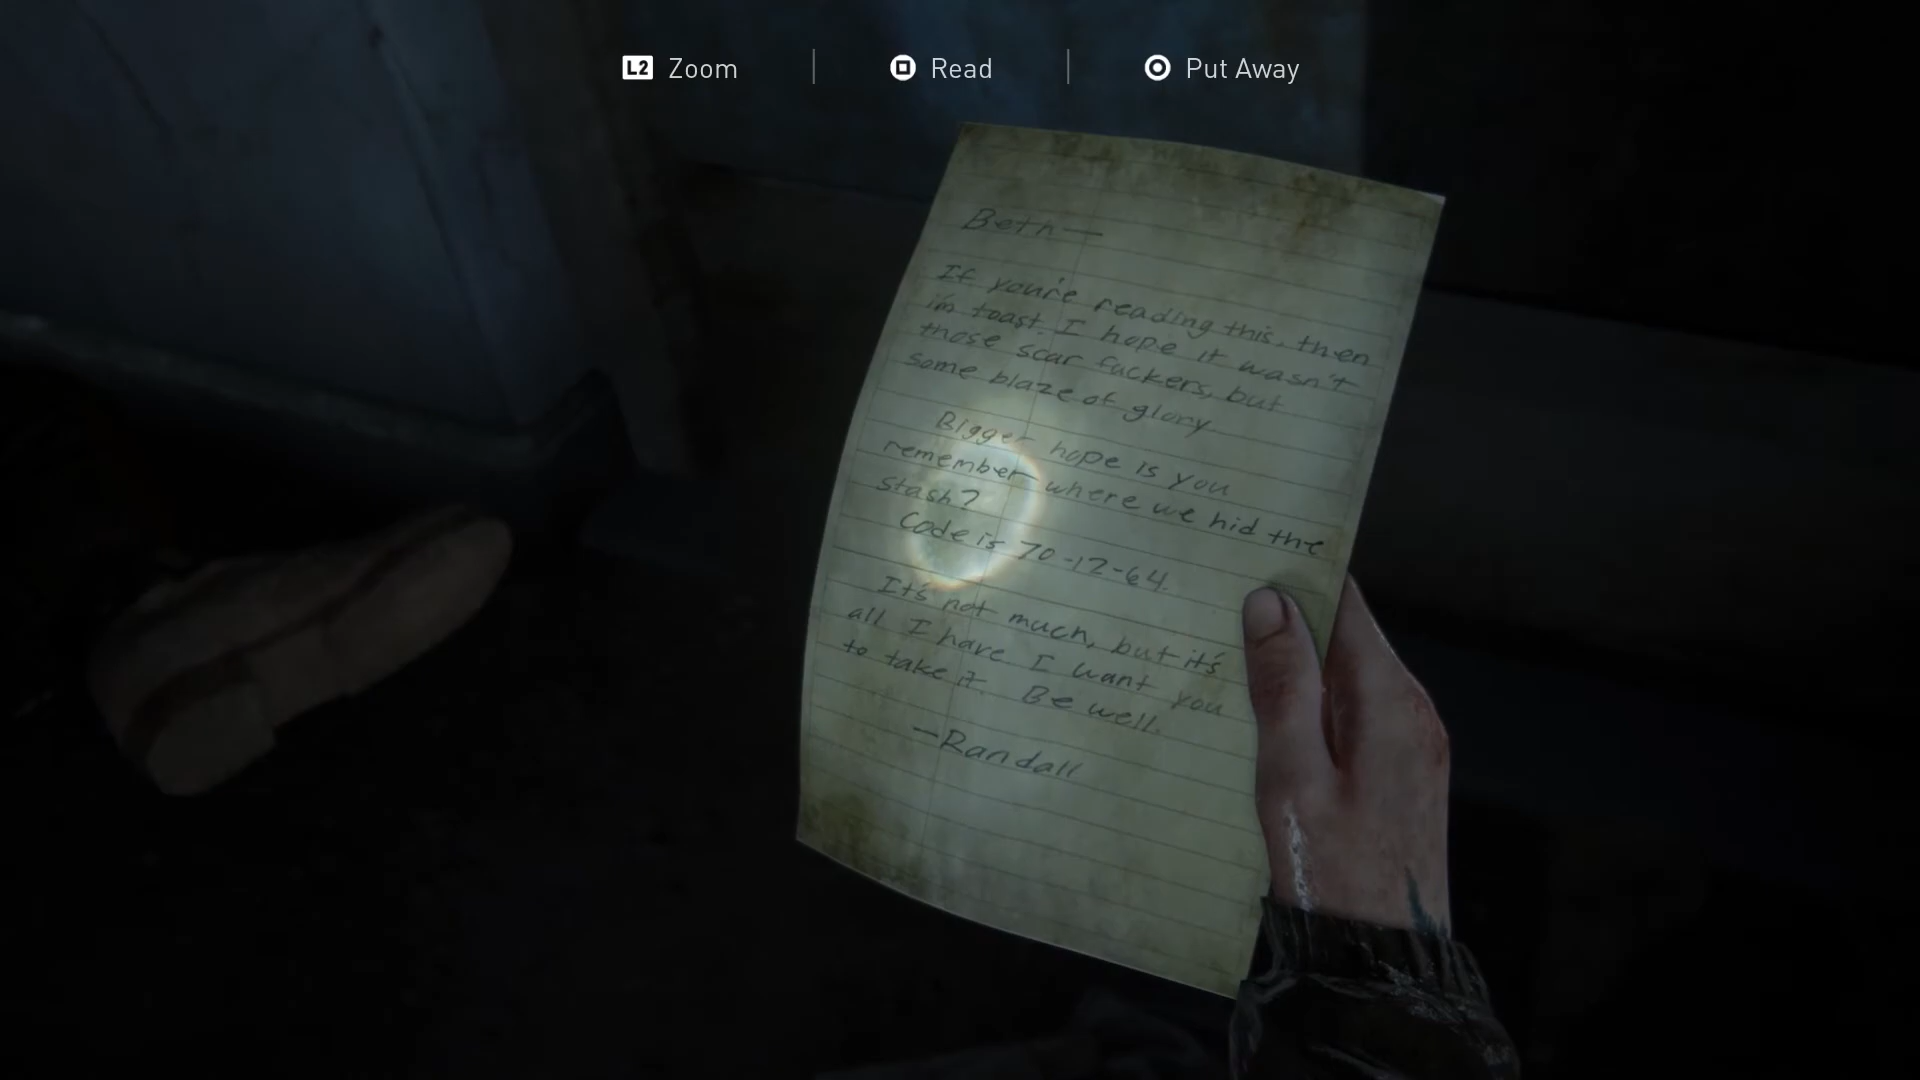 L2 Zoom | Read | Put Away
Beth—
If you're reading this, then
i'm toast. I hope it wasn't
those scar fuckers, but
some blaze of glory
Bigger hope is you
remember where we hid the
stash?
Code is 70-12-64.
It's not much, but it's
all I have I want you
to take it. Be well.
—Randall